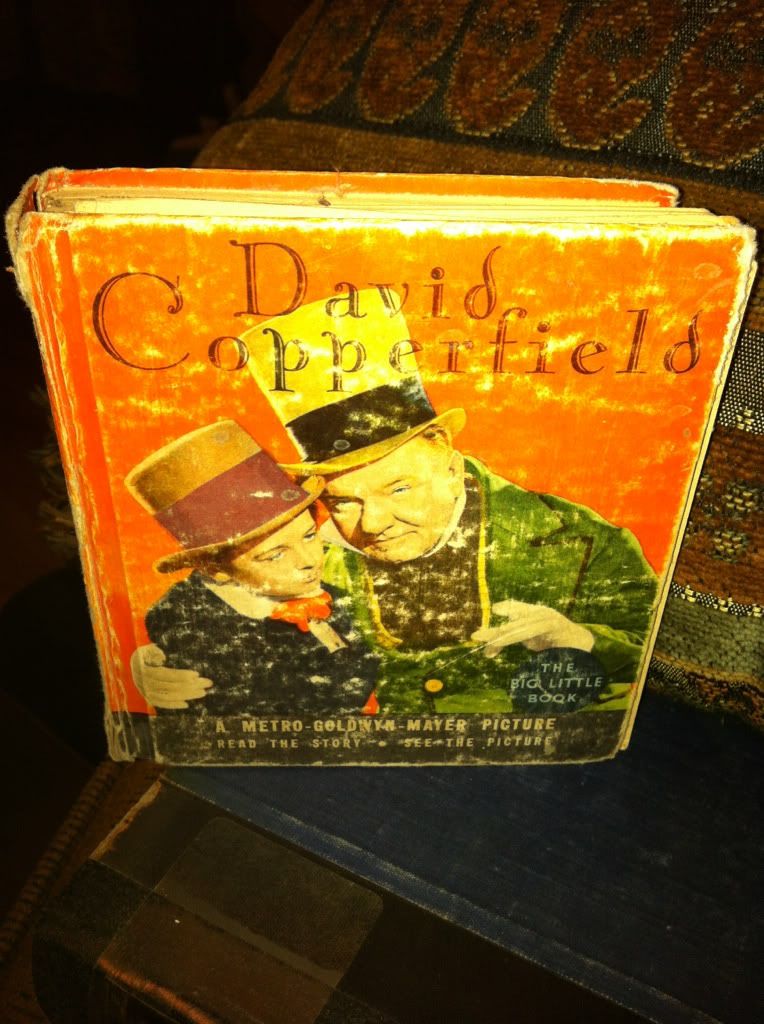 David
Copperfield
THE
BIG LITTLE
BOOK
A METRO-GOLDWYN-MAYER PICTURE
READ THE STORY • SEE THE PICTURE